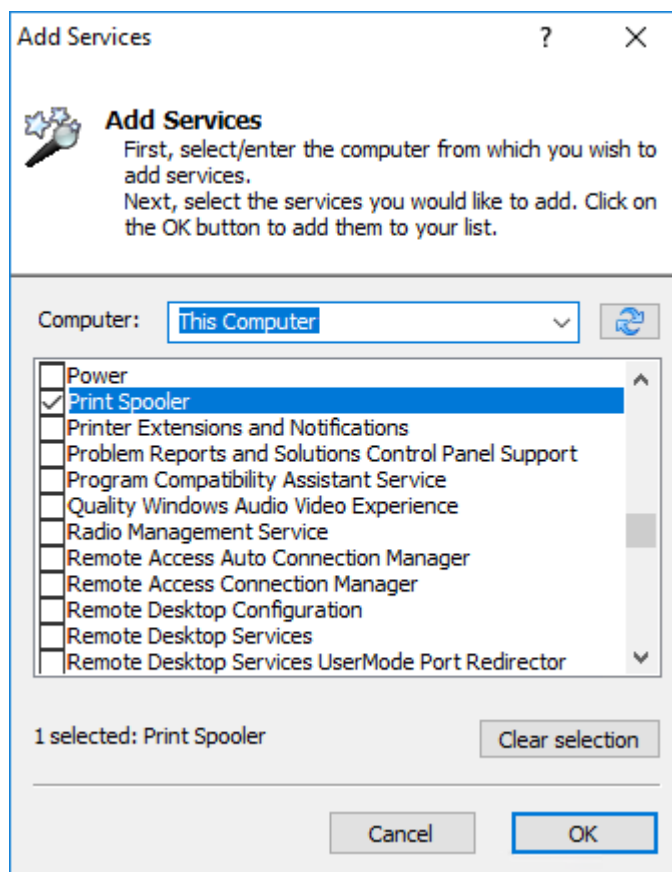 Add Services
?
Add Services
First, select/enter the computer from which you wish to
add services.
Next, select the services you would like to add. Click on
the OK button to add them to your list.
Computer: This Computer
Power
Print Spooler
Printer Extensions and Notifications
Problem Reports and Solutions Control Panel Support
Program Compatibility Assistant Service
Quality Windows Audio Video Experience
Radio Management Service
Remote Access Auto Connection Manager
Remote Access Connection Manager
Remote Desktop Configuration
Remote Desktop Services
Remote Desktop Services UserMode Port Redirector
1 selected: Print Spooler
Clear selection
Cancel
OK